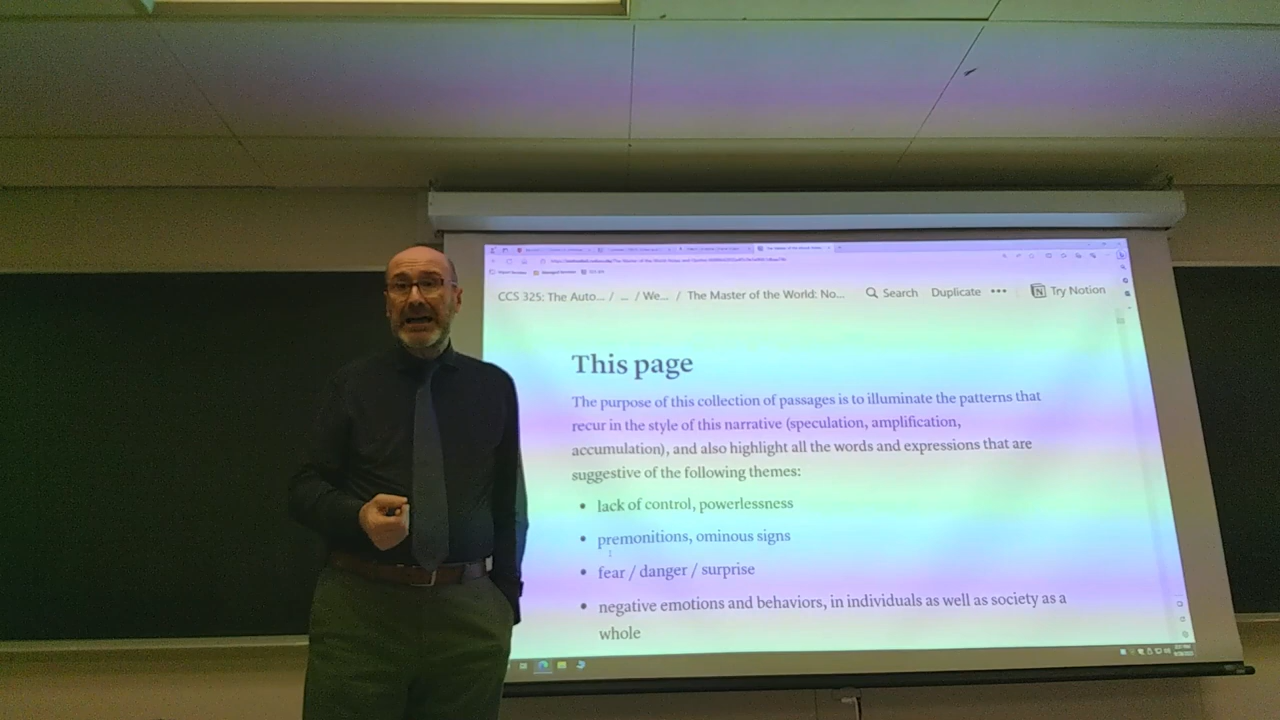 CCS 325: The Auto... / ... / We... / The Master of the World: No... Search Duplicate ••• Try Notion
This page
The purpose of this collection of passages is to illuminate the patterns that
recur in the style of this narrative (speculation, amplification,
accumulation), and also highlight all the words and expressions that are
suggestive of the following themes:
• lack of control, powerlessness
• premonitions, ominous signs
• fear / danger / surprise
• negative emotions and behaviors, in individuals as well as society as a
whole